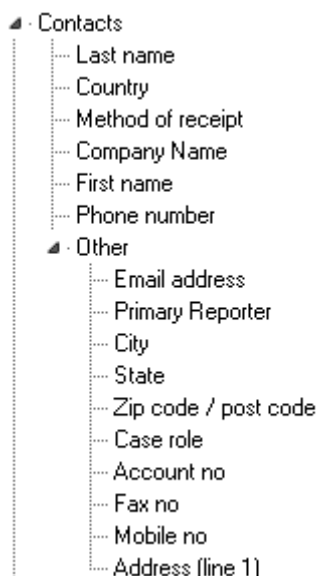 Contacts
Last name
Country
Method of receipt
Company Name
First name
Phone number
Other
Email address
Primary Reporter
City
State
Zip code / post code
Case role
Account no
Fax no
Mobile no
Address (line 1)